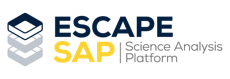 ESCAPE
SAP | Science Analysis
Platform